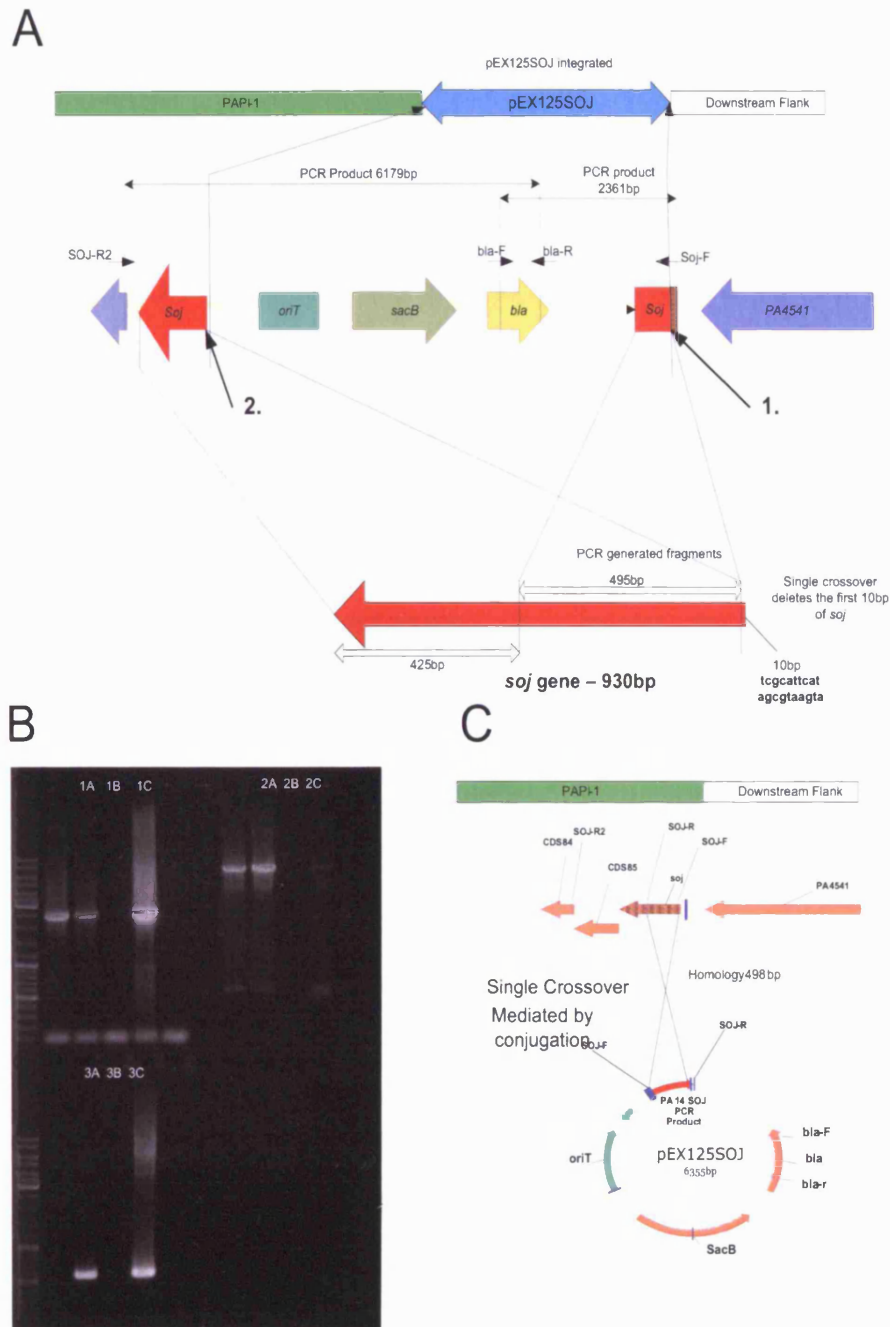 A
pEX125SOJ integrated
PAPI-1
pEX125SOJ
Downstream Flank
PCR Product 6179bp
PCR product
2361bp
SOJ-R2
bla-F
bla-R
Soj-F
Soj
oriT
sacB
bla
Soj
PA4541
2.
1.
PCR generated fragments
495bp
Single crossover
deletes the first 10bp
of soj
425bp
soj gene – 930bp
10bp
tcgcattcat
agcgtaagta
B
1A 1B 1C
2A 2B 2C
3A 3B 3C
C
PAPI-1
Downstream Flank
SOJ-R
SOJ-R2
SOJ-F
CDS84
CDS85
soj
PA4541
Homology498bp
Single Crossover
Mediated by
conjugation
SOJ-F
SOJ-R
PA14 SOJ
PCR
Product
bla-F
oriT
pEX125SOJ
6355bp
bla
bla-r
SacB